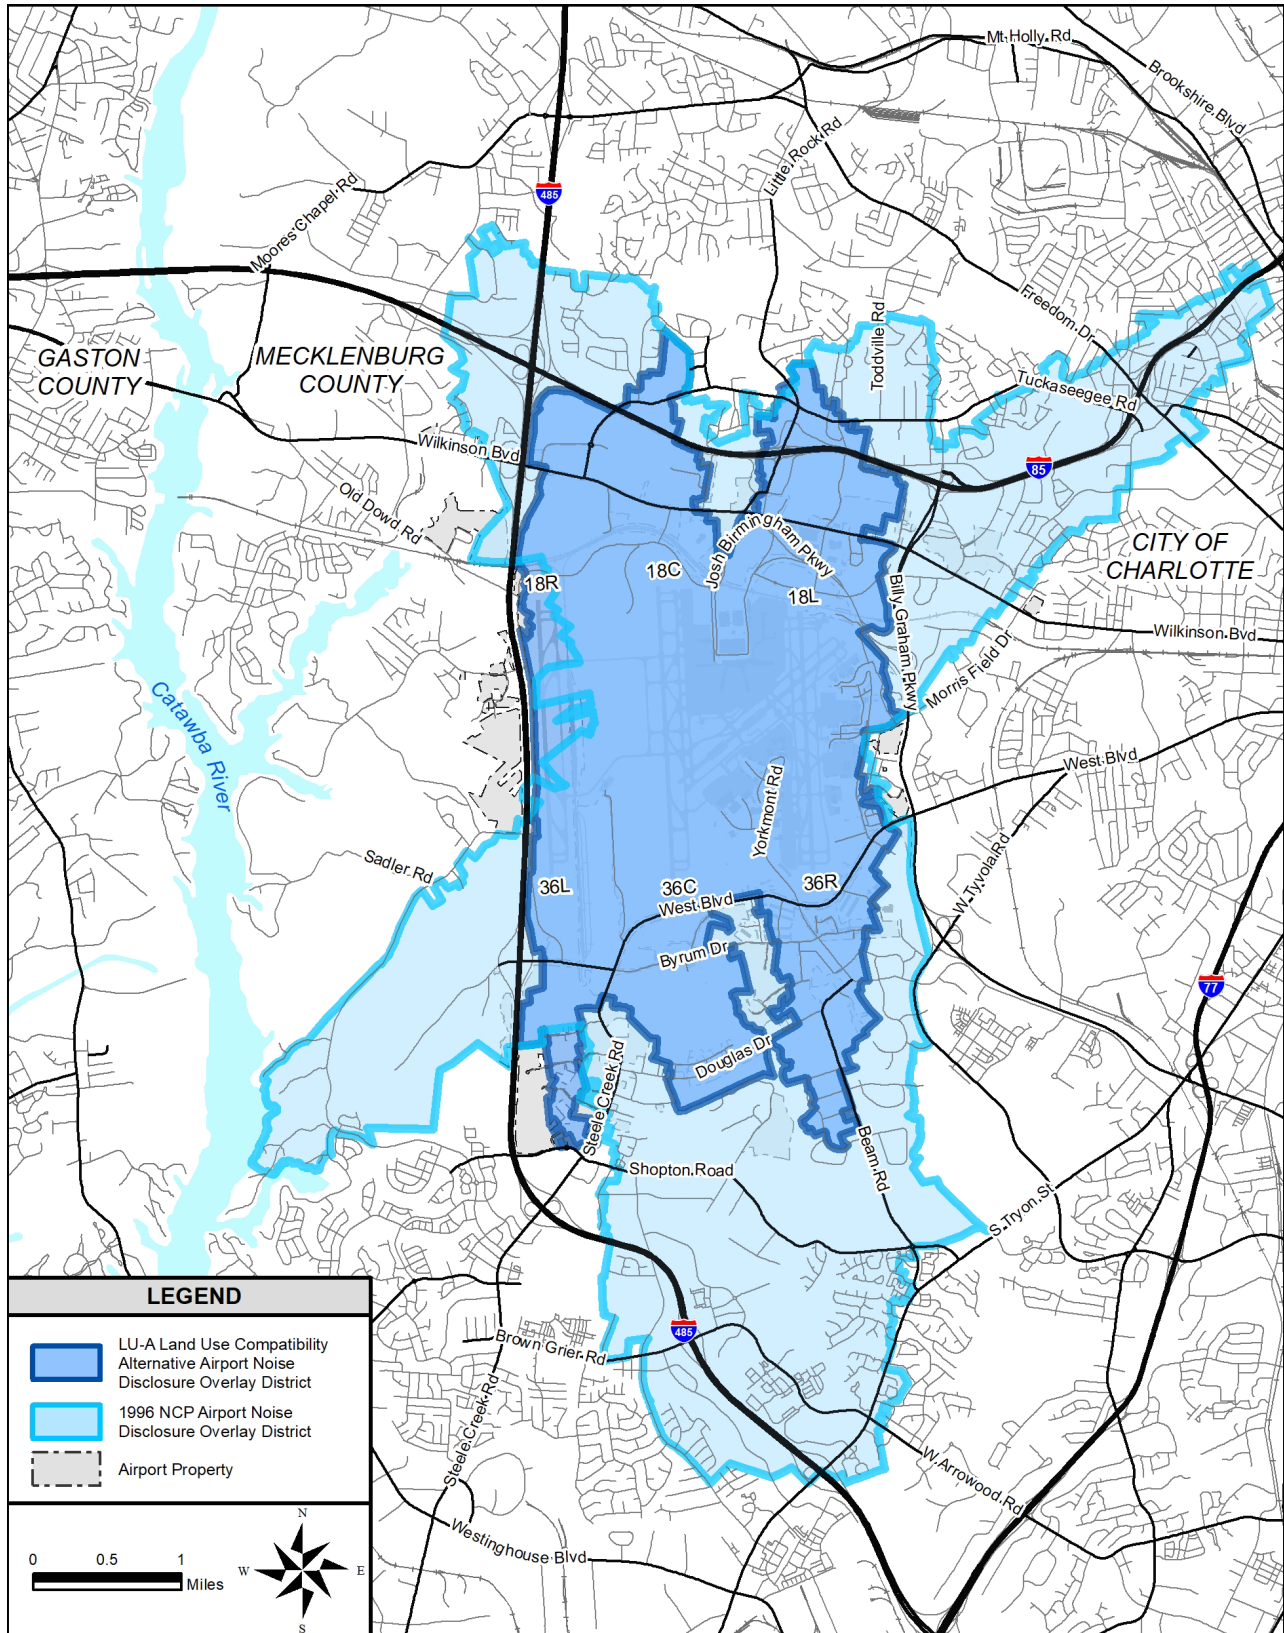 Mt Holly Rd
Brookshire Blvd
Little Rock Rd
485
Moores Chapel Rd
Freedom Dr
Toddville Rd
GASTON
COUNTY
MECKLENBURG
COUNTY
Tuckaseegee Rd
Wilkinson Bvd
85
Old Dowd Rd
Josh Birmingham Pkwy
CITY OF
CHARLOTTE
18R
18C
18L
Billy Graham Pkwy
Wilkinson Bvd
Morris Field Dr
Catawba River
West Blvd
Yorkmont Rd
Sadler Rd
W Tyvola Rd
36L
36C
36R
West Blvd
Byrum Dr
77
Douglas Dr
Steele Creek Rd
Beam Rd
Shopton Road
S Tryon St
485
Brown Grier Rd
Steele Creek Rd
W Arrowood Rd
Westinghouse Blvd
LEGEND
LU-A Land Use Compatibility
Alternative Airport Noise
Disclosure Overlay District
1996 NCP Airport Noise
Disclosure Overlay District
Airport Property
0 0.5 1
Miles
N
W E
S